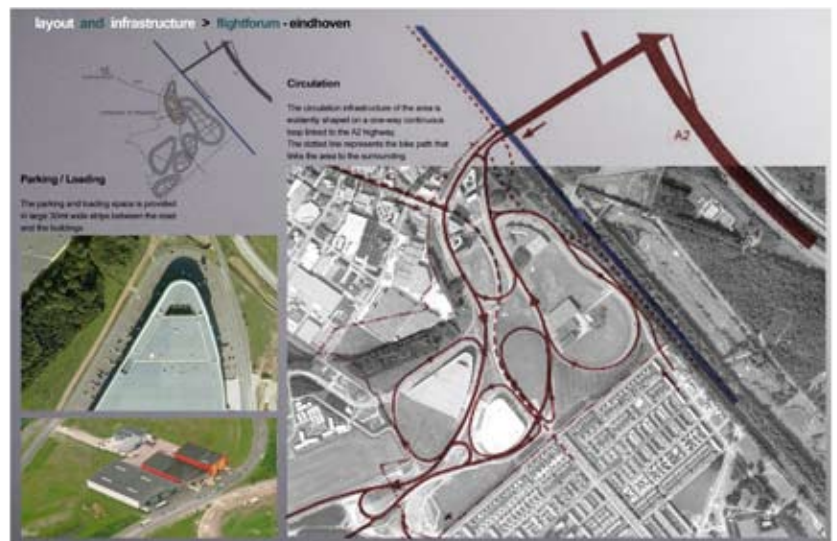 layout and infrastructure > flightforum - eindhoven
Circulation
The circulation infrastructure of the area is
evidently shaped on a one-way continuous
loop linked to the A2 highway.
The dotted line represents the bike path that
links the area to the surrounding.
A2
Parking / Loading
The parking and loading space is provided
in large 30mt wide strips between the road
and the buildings.